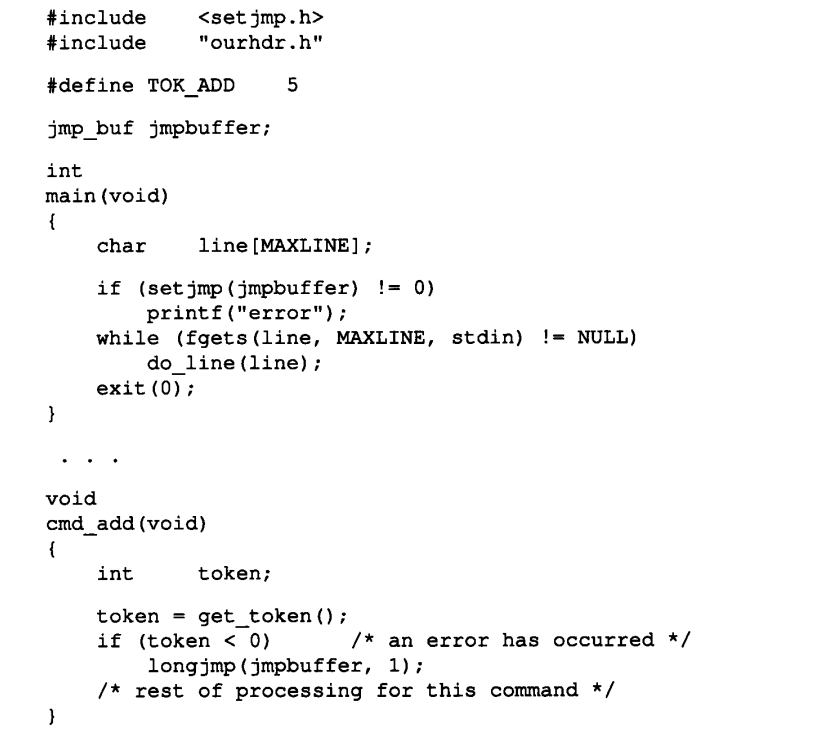 #include     <setjmp.h>
#include     "ourhdr.h"
#define TOK_ADD     5
jmp_buf jmpbuffer;
int
main(void)
{
    char    line[MAXLINE];
    if (setjmp(jmpbuffer) != 0)
        printf("error");
    while (fgets(line, MAXLINE, stdin) != NULL)
        do_line(line);
    exit(0);
}
. . .
void
cmd_add(void)
{
    int     token;
    token = get_token();
    if (token < 0)      /* an error has occurred */
        longjmp(jmpbuffer, 1);
    /* rest of processing for this command */
}